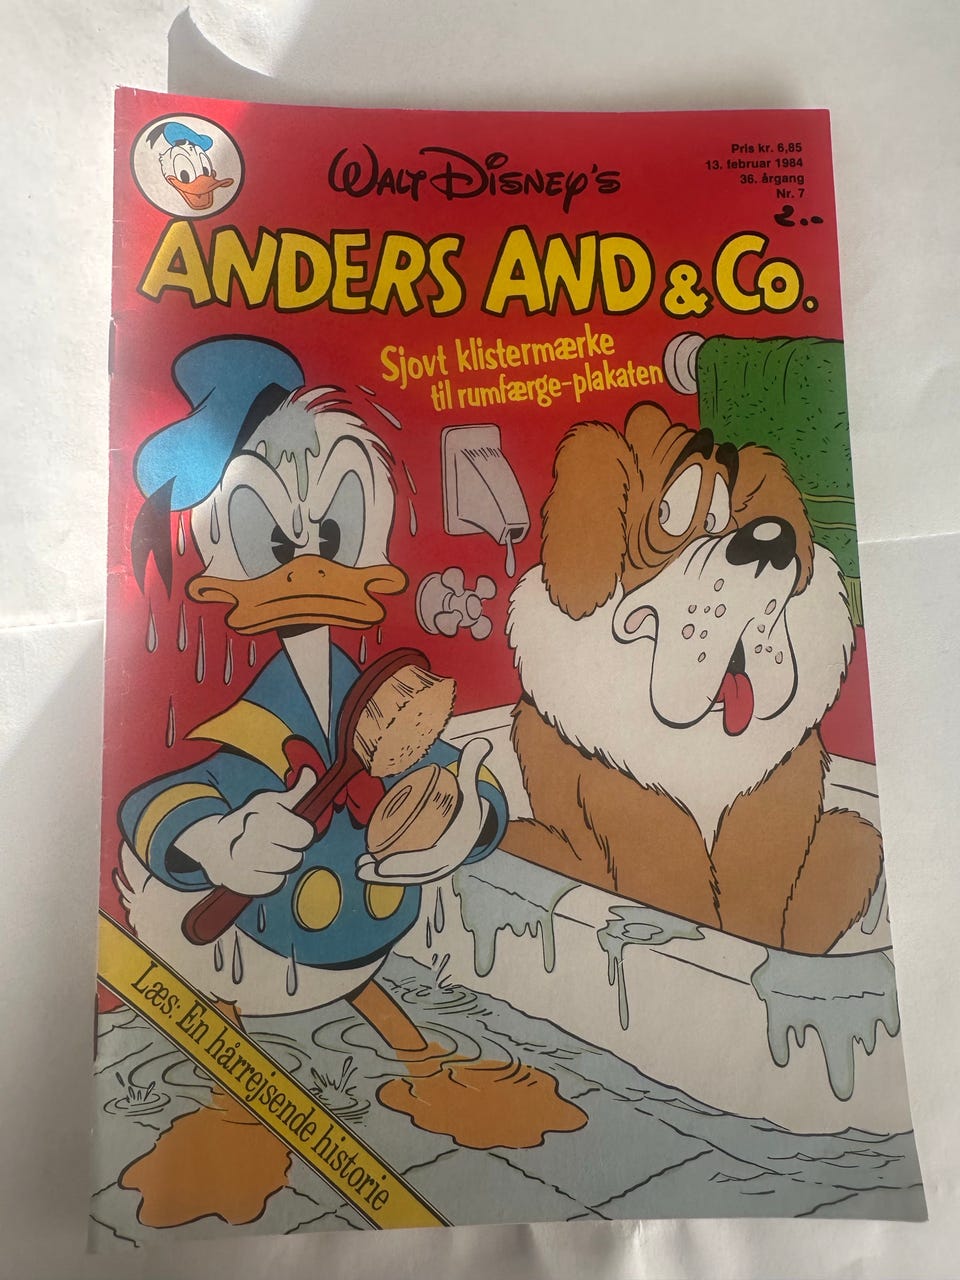 WALT DISNEY'S
Pris kr. 6,85
13. februar 1984
36. årgang
Nr. 7
2..
ANDERS AND & Co.
Sjovt klistermærke
til rumfærge-plakaten
Læs: En hårrejsende historie